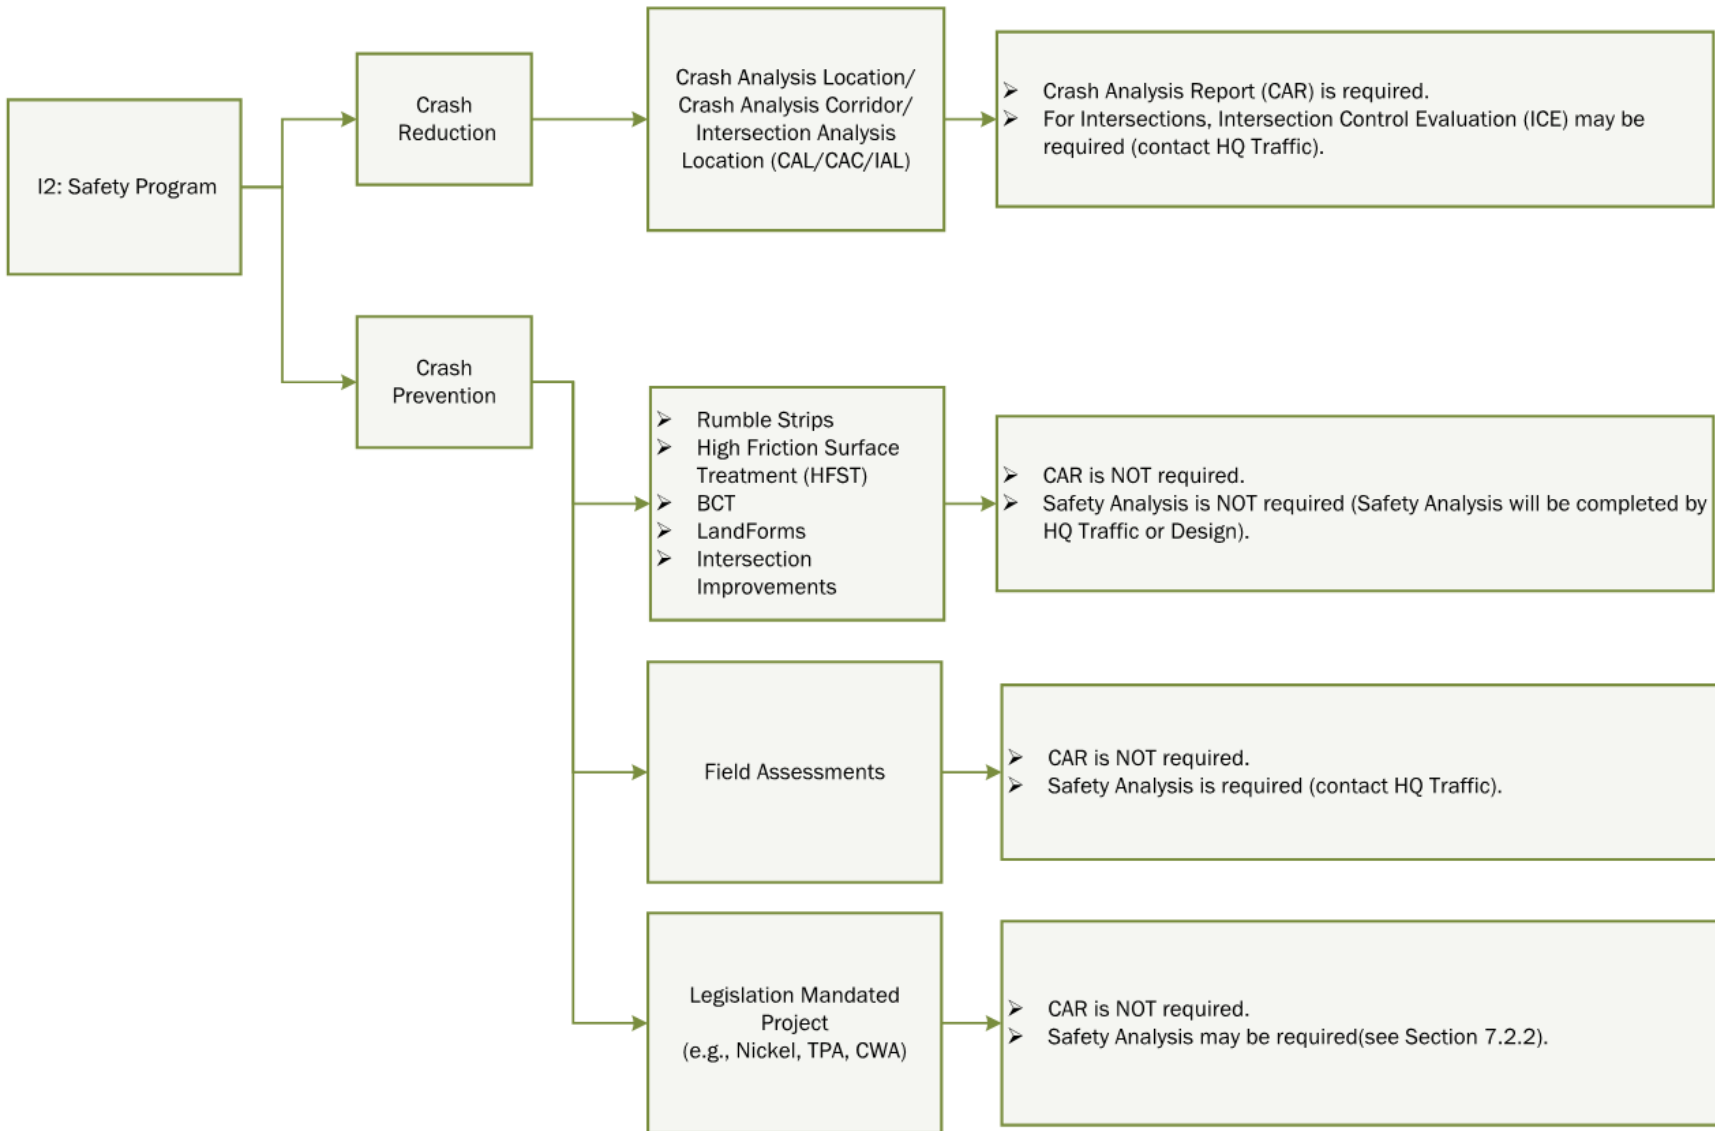 I2: Safety Program
Crash
Reduction
Crash Analysis Location/
Crash Analysis Corridor/
Intersection Analysis
Location (CAL/CAC/IAL)
➢ Crash Analysis Report (CAR) is required.
➢ For Intersections, Intersection Control Evaluation (ICE) may be
required (contact HQ Traffic).
Crash
Prevention
➢ Rumble Strips
➢ High Friction Surface
Treatment (HFST)
➢ BCT
➢ LandForms
➢ Intersection
Improvements
➢ CAR is NOT required.
➢ Safety Analysis is NOT required (Safety Analysis will be completed by
HQ Traffic or Design).
Field Assessments
➢ CAR is NOT required.
➢ Safety Analysis is required (contact HQ Traffic).
Legislation Mandated
Project
(e.g., Nickel, TPA, CWA)
➢ CAR is NOT required.
➢ Safety Analysis may be required(see Section 7.2.2).